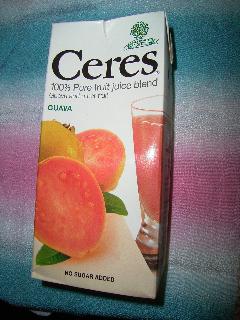 Ceres
100% Pure fruit juice blend
GUAVA
NO SUGAR ADDED